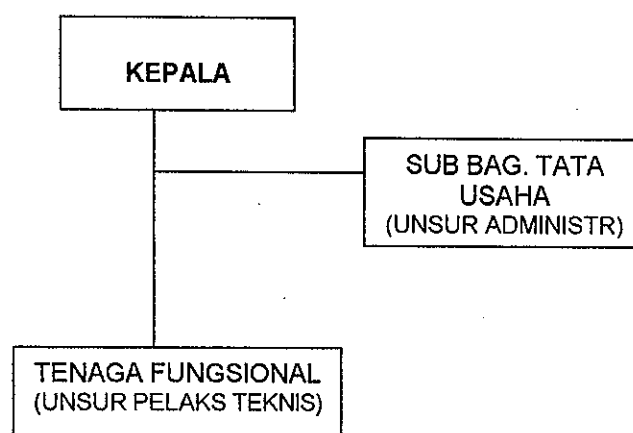 KEPALA
SUB BAG. TATA
USAHA
(UNSUR ADMINISTR)
TENAGA FUNGSIONAL
(UNSUR PELAKS TEKNIS)